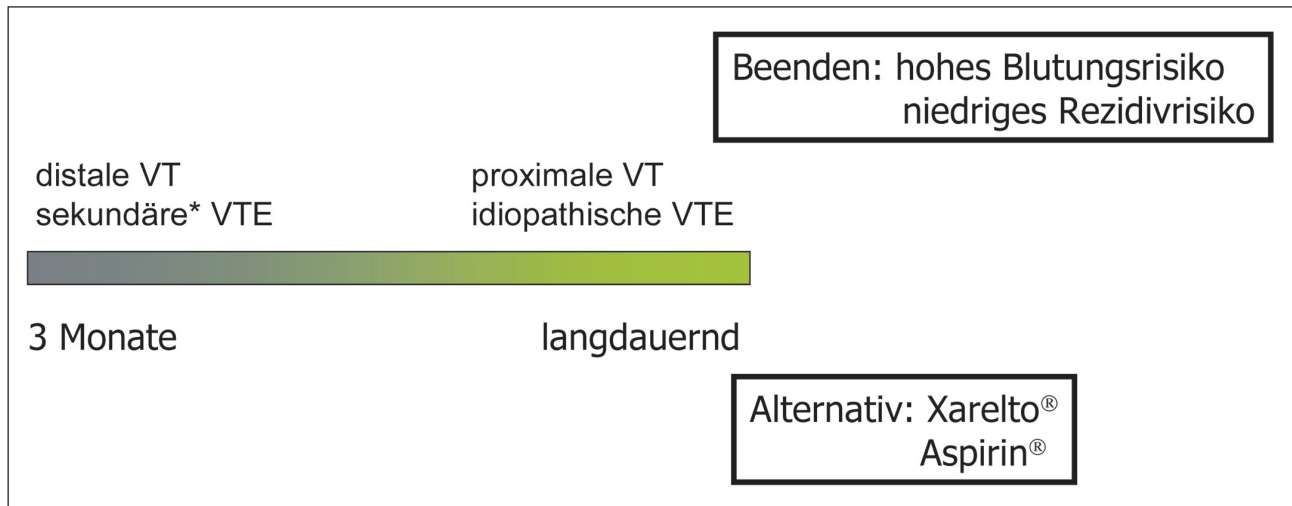 Beenden: hohes Blutungsrisiko
niedriges Rezidivrisiko
distale VT
sekundäre* VTE
proximale VT
idiopathische VTE
3 Monate
langdauernd
Alternativ: Xarelto®
Aspirin®